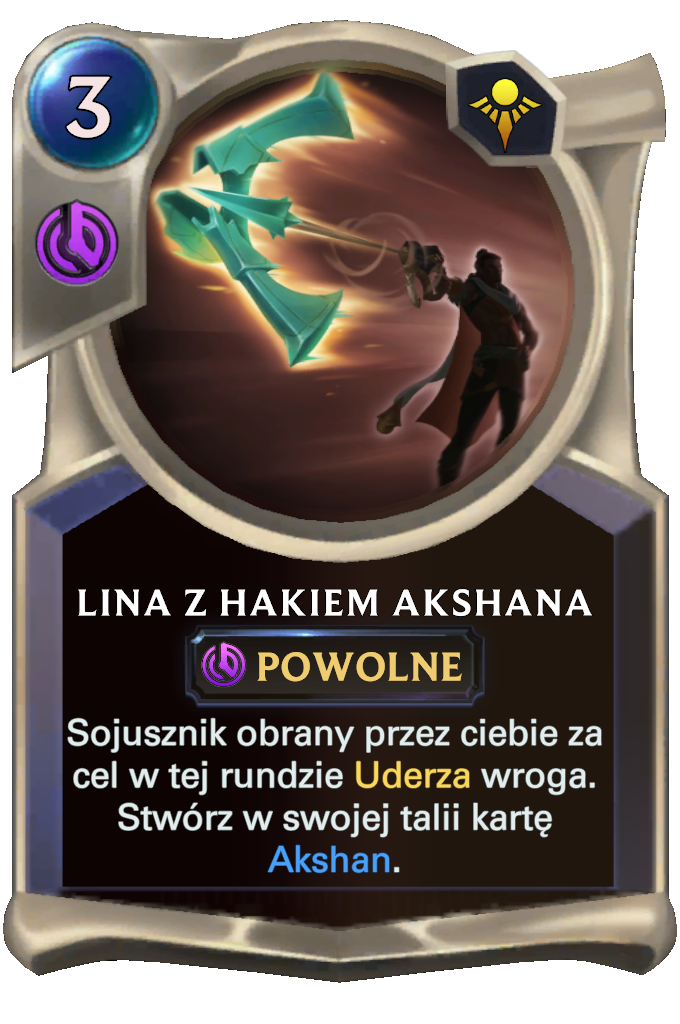 3
LINA Z HAKIEM AKSHANA
POWOLNE
Sojusznik obrany przez ciebie za
cel w tej rundzie Uderza wroga.
Stwórz w swojej talii kartę
Akshan.